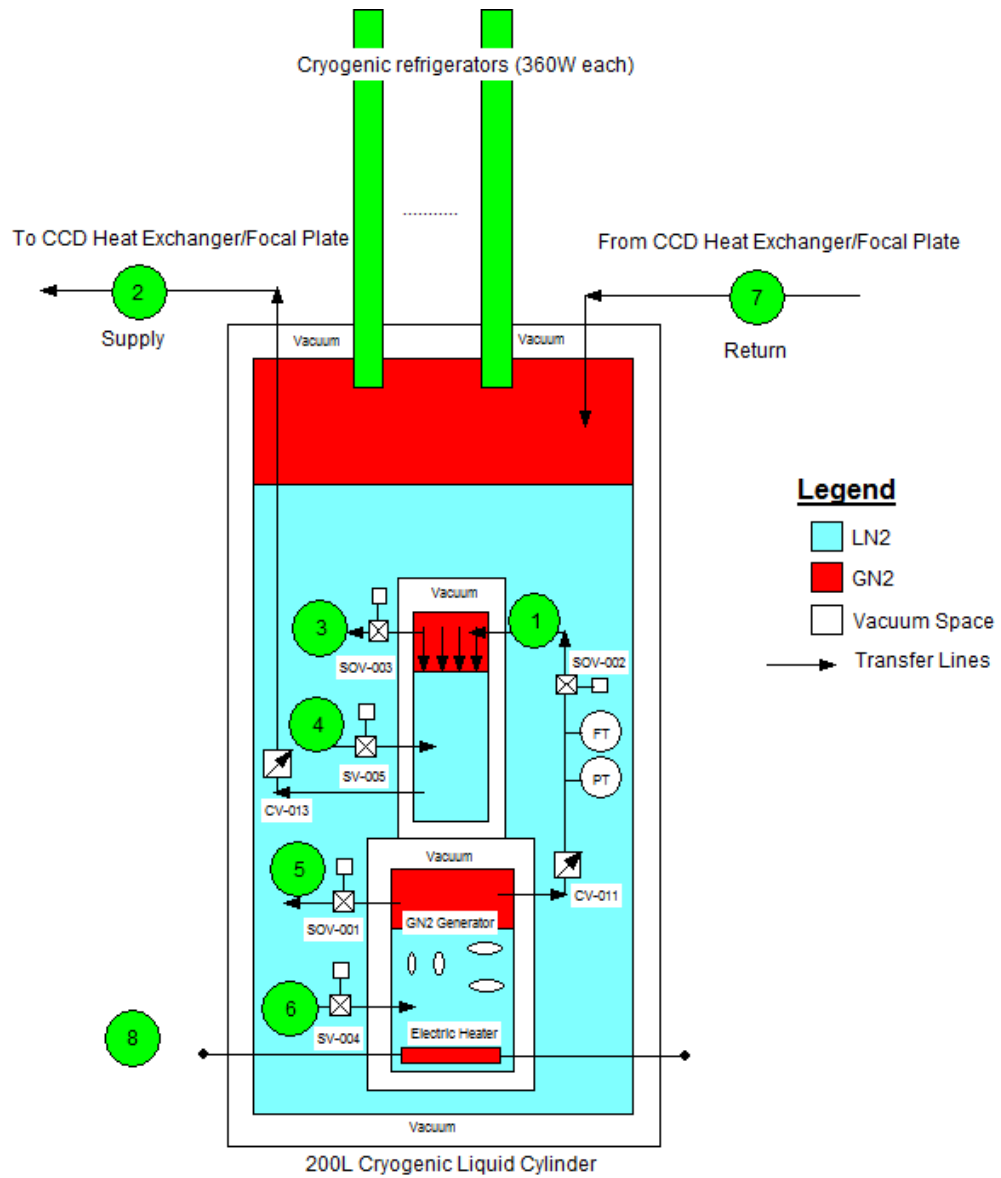 Cryogenic refrigerators (360W each)
...........
To CCD Heat Exchanger/Focal Plate
From CCD Heat Exchanger/Focal Plate
2
7
Supply
Return
Vacuum
Vacuum
Legend
LN2
GN2
Vacuum Space
Transfer Lines
Vacuum
3
1
SOV-003
SOV-002
4
FT
SV-005
PT
CV-013
Vacuum
5
CV-011
SOV-001
GN2 Generator
6
SV-004
Electric Heater
8
Vacuum
200L Cryogenic Liquid Cylinder